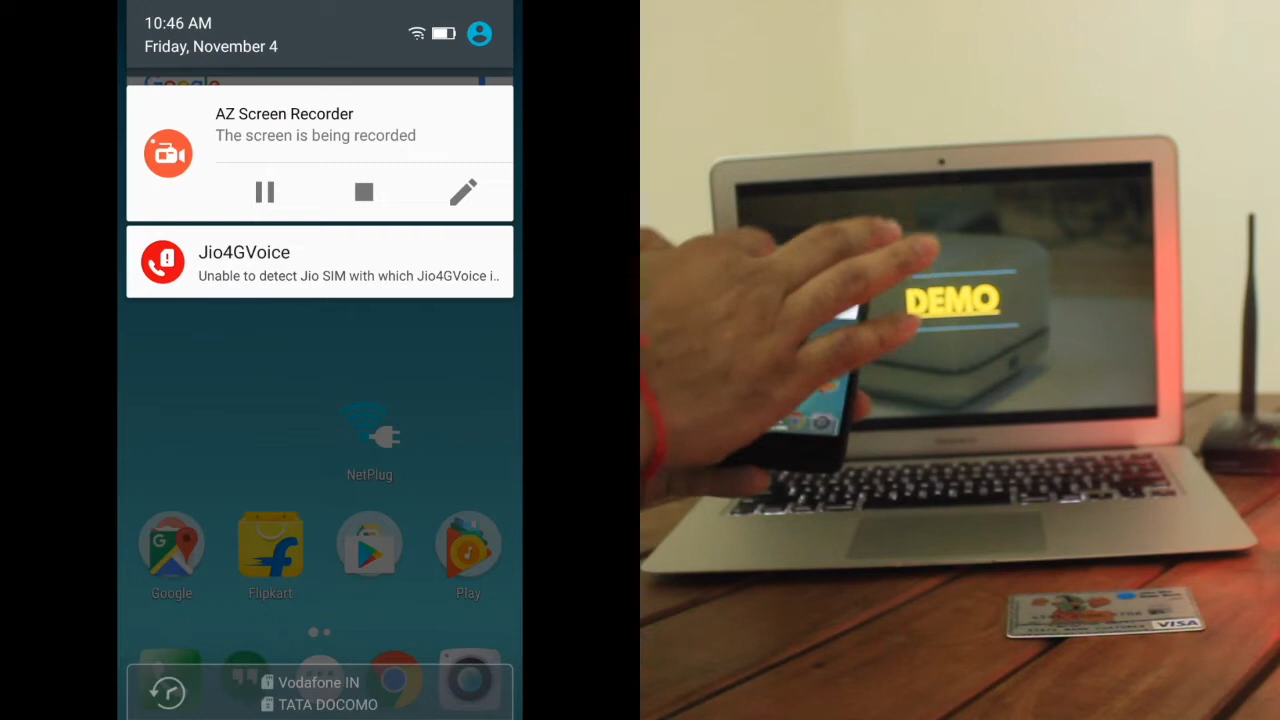 10:46 AM
Friday, November 4
Google
AZ Screen Recorder
The screen is being recorded
Jio4GVoice
Unable to detect Jio SIM with which Jio4GVoice i..
NetPlug
Google
Flipkart
Play
Vodafone IN
TATA DOCOMO
DEMO
VISA